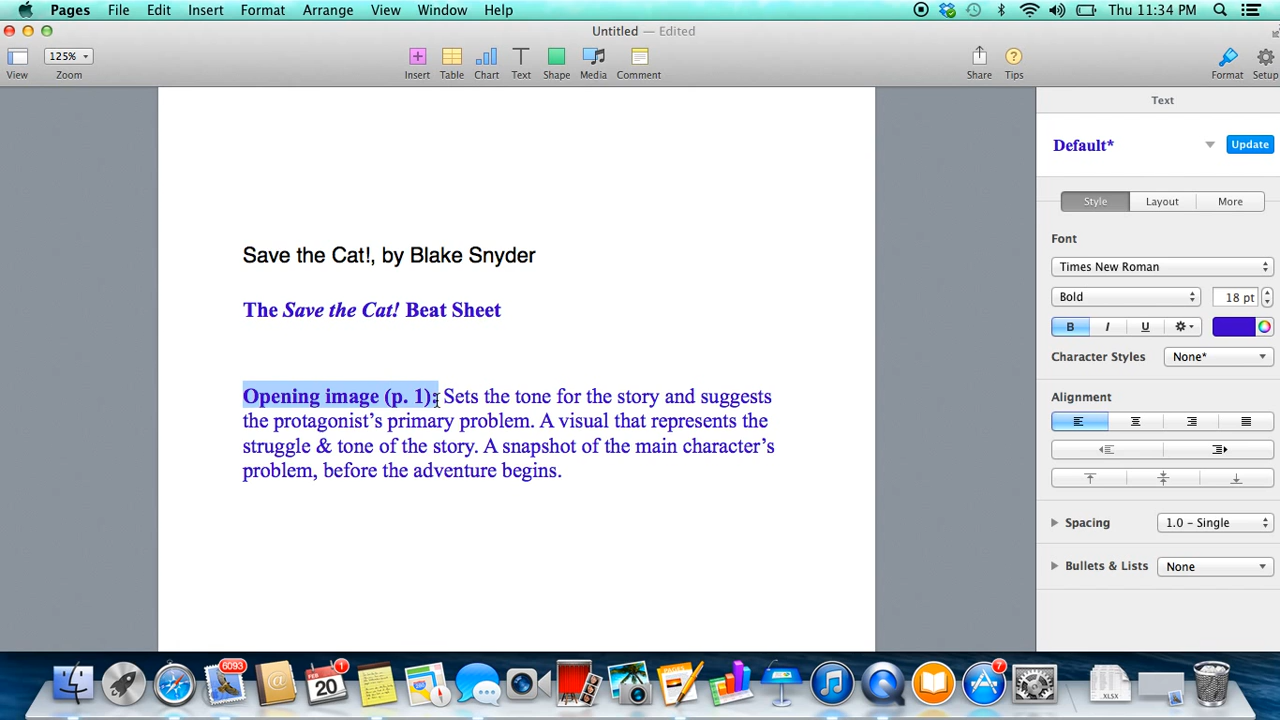 Pages File Edit Insert Format Arrange View Window Help Thu 11:34 PM
Untitled — Edited
125%
View Zoom Insert Table Chart Text Shape Media Comment Share Tips Format Setup
Text
Default* Update
Style Layout More
Font
Times New Roman
Bold 18 pt
B I U
Character Styles None*
Alignment
Spacing 1.0 – Single
Bullets & Lists None
Save the Cat!, by Blake Snyder
The Save the Cat! Beat Sheet
Opening image (p. 1): Sets the tone for the story and suggests
the protagonist’s primary problem. A visual that represents the
struggle & tone of the story. A snapshot of the main character’s
problem, before the adventure begins.
6093
1
20
7
XLSX